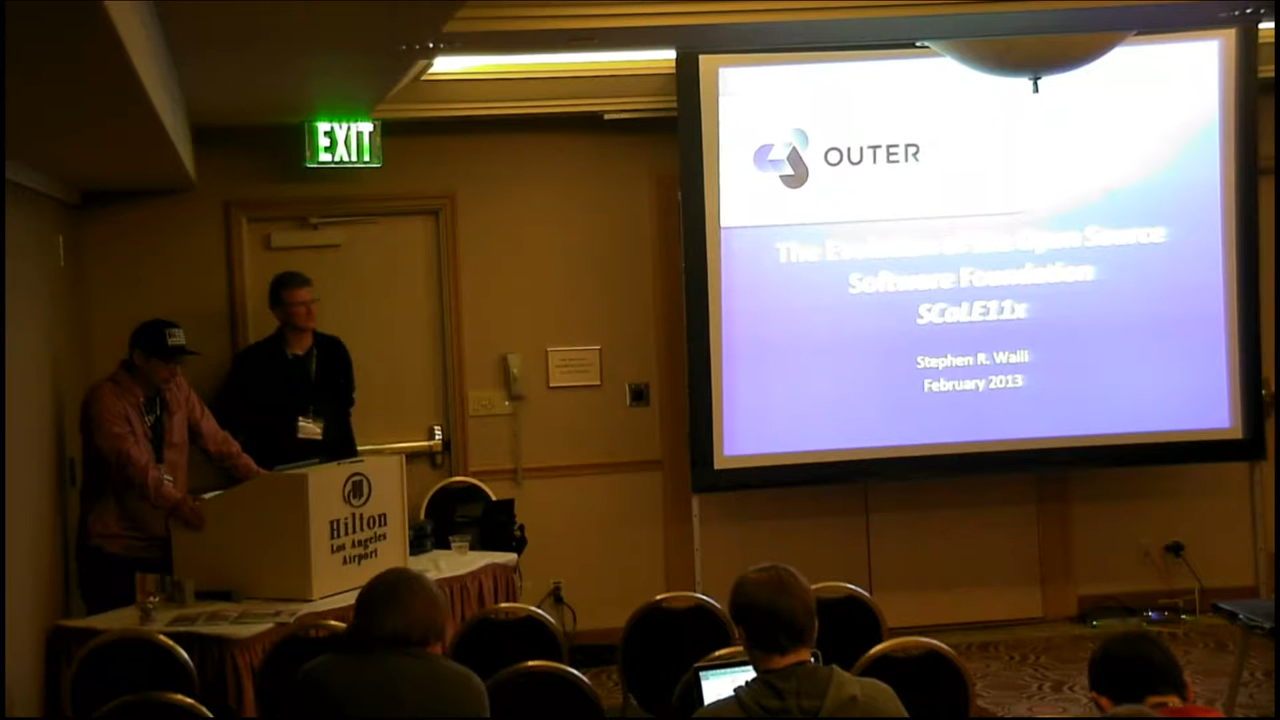 EXIT
OUTER
The Evolution of the Open Source
Software Foundation
SCaLE11x
Stephen R. Walli
February 2013
Hilton
Los Angeles
Airport